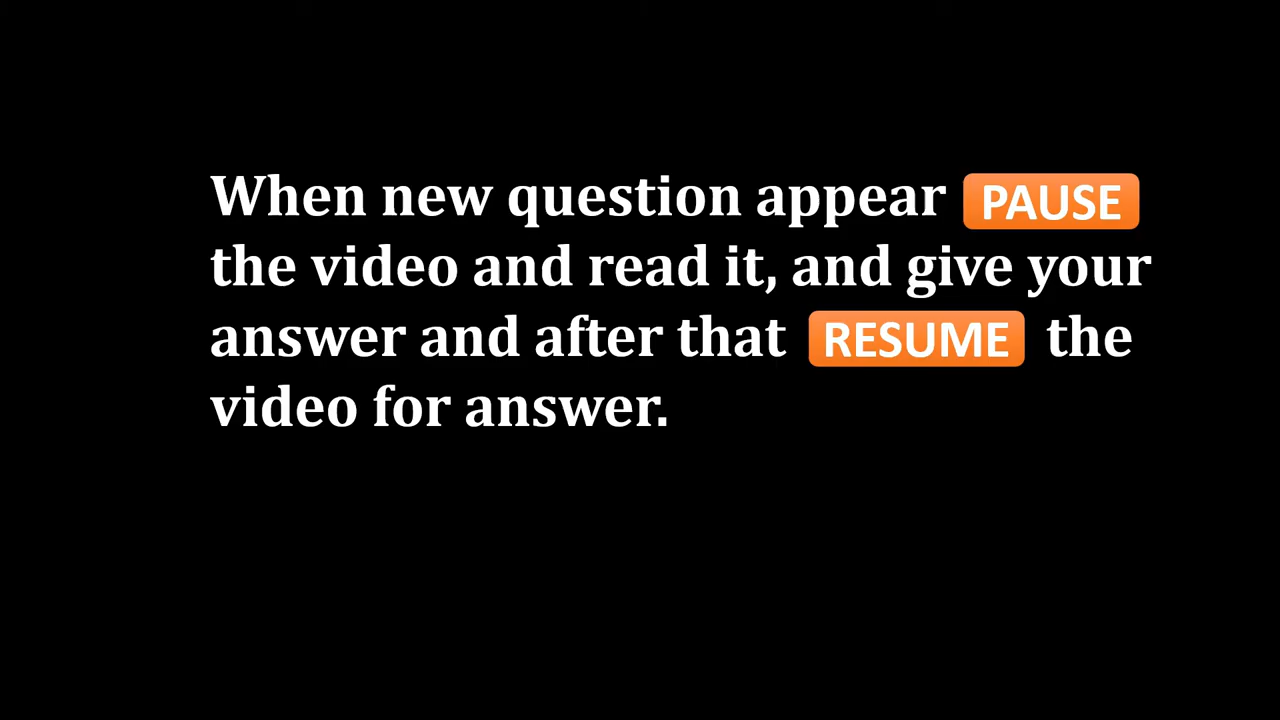 When new question appear PAUSE
the video and read it, and give your
answer and after that RESUME the
video for answer.